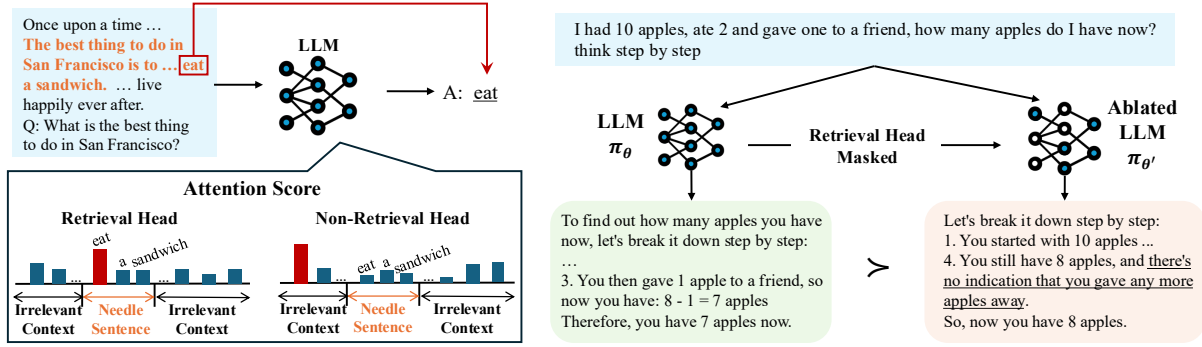 Once upon a time …
The best thing to do in
San Francisco is to … eat
a sandwich. … live
happily ever after.
Q: What is the best thing
to do in San Francisco?
LLM
A: eat
Attention Score
Retrieval Head
eat
a
sandwich
...
...
Irrelevant
Context
Needle
Sentence
Irrelevant
Context
Non-Retrieval Head
eat
a
sandwich
...
...
Irrelevant
Context
Needle
Sentence
Irrelevant
Context
I had 10 apples, ate 2 and gave one to a friend, how many apples do I have now?
think step by step
LLM
πθ
Retrieval Head
Masked
Ablated
LLM
πθ′
To find out how many apples you have
now, let's break it down step by step:
…
3. You then gave 1 apple to a friend, so
now you have: 8 - 1 = 7 apples
Therefore, you have 7 apples now.
≻
Let's break it down step by step:
1. You started with 10 apples ...
4. You still have 8 apples, and there's
no indication that you gave any more
apples away.
So, now you have 8 apples.